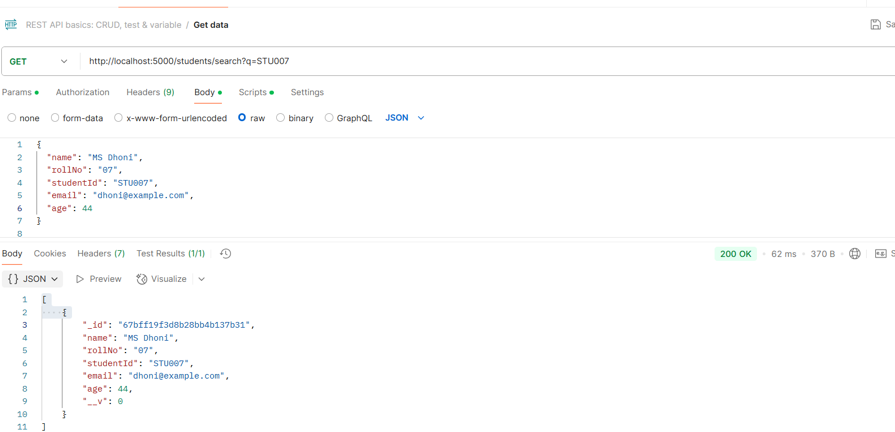 HTTP REST API basics: CRUD, test & variable / Get data Sa
GET http://localhost:5000/students/search?q=STU007
Params Authorization Headers (9) Body Scripts Settings
none form-data x-www-form-urlencoded raw binary GraphQL JSON
1 {
2 "name": "MS Dhoni",
3 "rollNo": "07",
4 "studentId": "STU007",
5 "email": "dhoni@example.com",
6 "age": 44
7 }
8
Body Cookies Headers (7) Test Results (1/1) 200 OK • 62 ms • 370 B • S
{} JSON Preview Visualize
1 [
2 {
3 "_id": "67bff19f3d8b28bb4b137b31",
4 "name": "MS Dhoni",
5 "rollNo": "07",
6 "studentId": "STU007",
7 "email": "dhoni@example.com",
8 "age": 44,
9 "__v": 0
10 }
11 ]